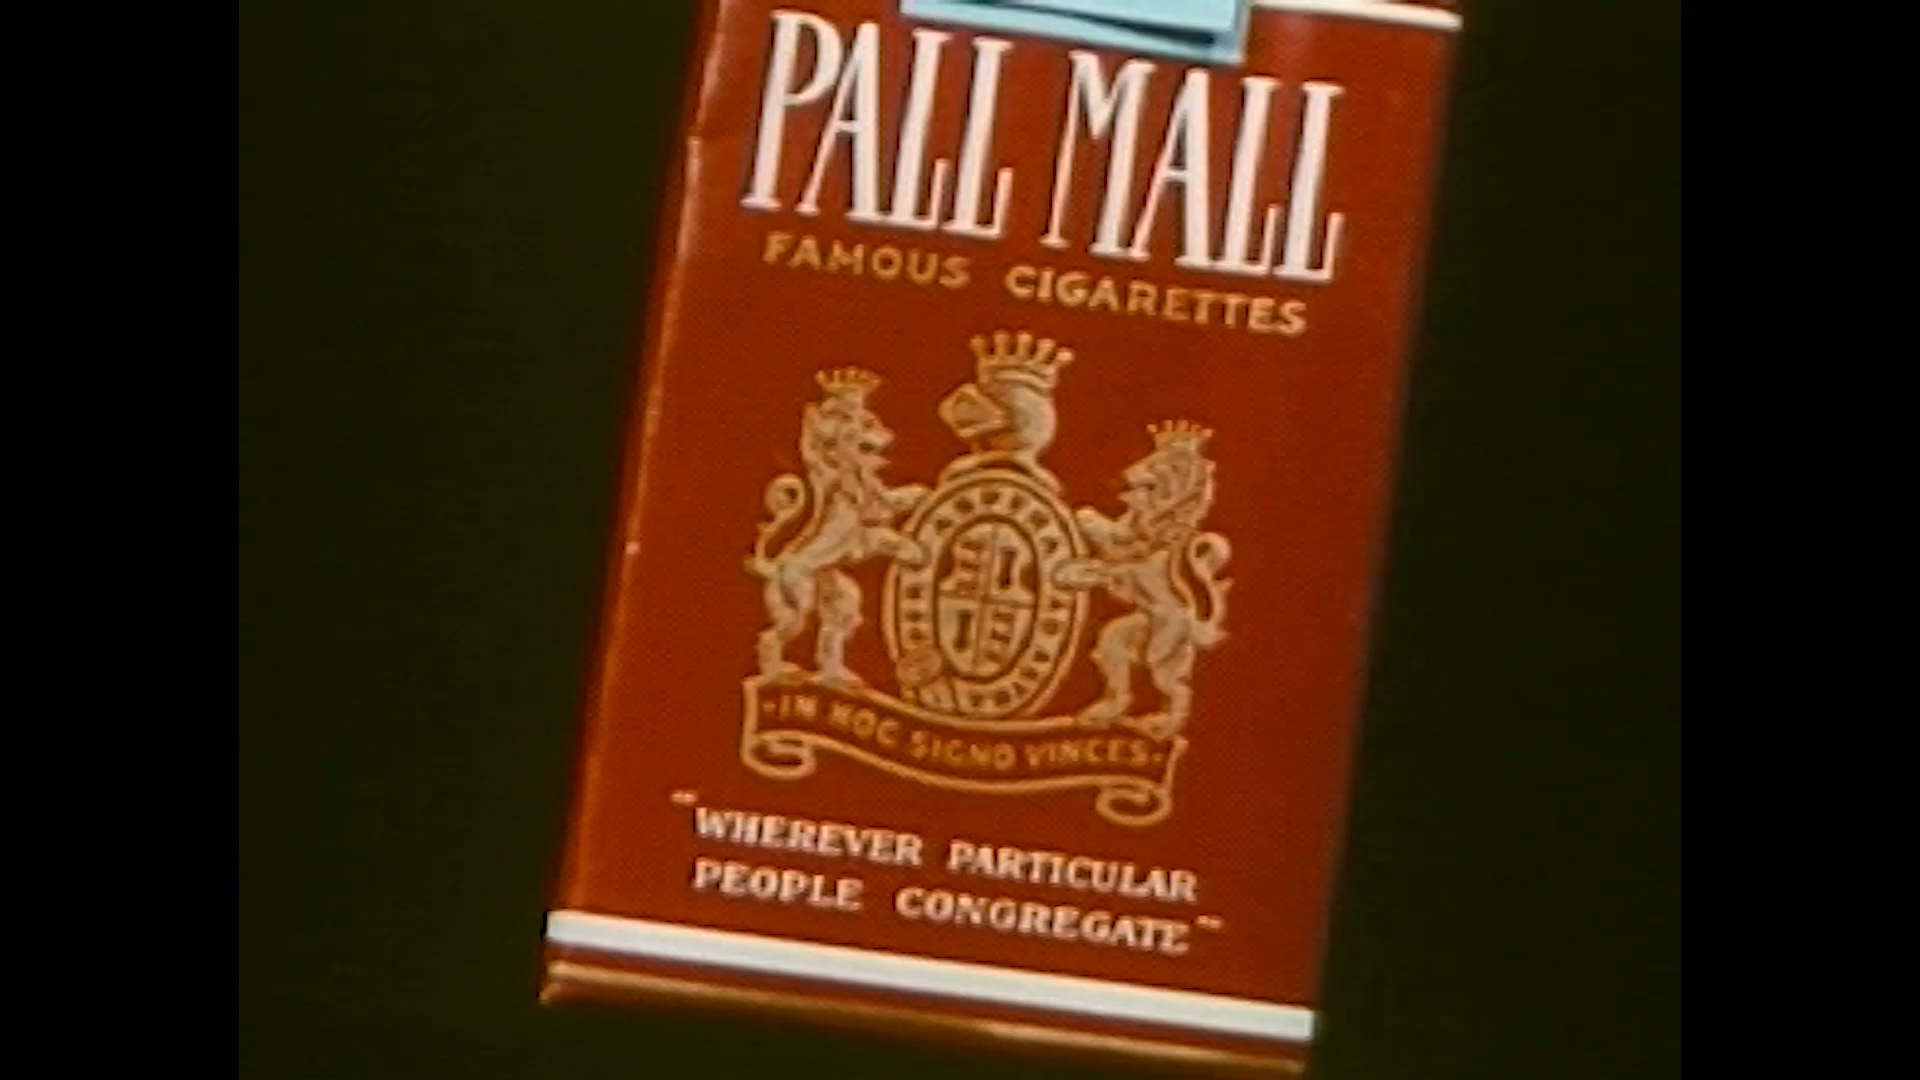 PALL MALL
FAMOUS CIGARETTES
·IN HOC SIGNO VINCES·
"WHEREVER PARTICULAR
PEOPLE CONGREGATE"